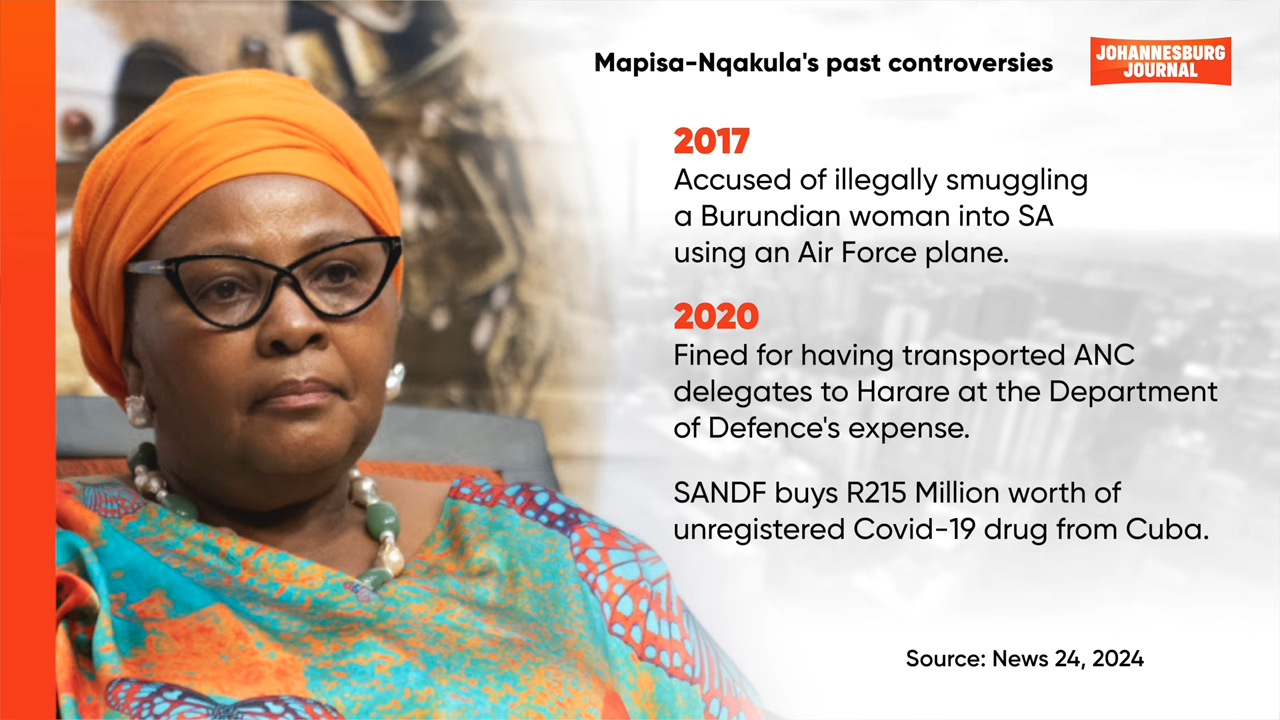 Mapisa-Nqakula's past controversies
JOHANNESBURG
JOURNAL
2017
Accused of illegally smuggling
a Burundian woman into SA
using an Air Force plane.
2020
Fined for having transported ANC
delegates to Harare at the Department
of Defence's expense.
SANDF buys R215 Million worth of
unregistered Covid-19 drug from Cuba.
Source: News 24, 2024